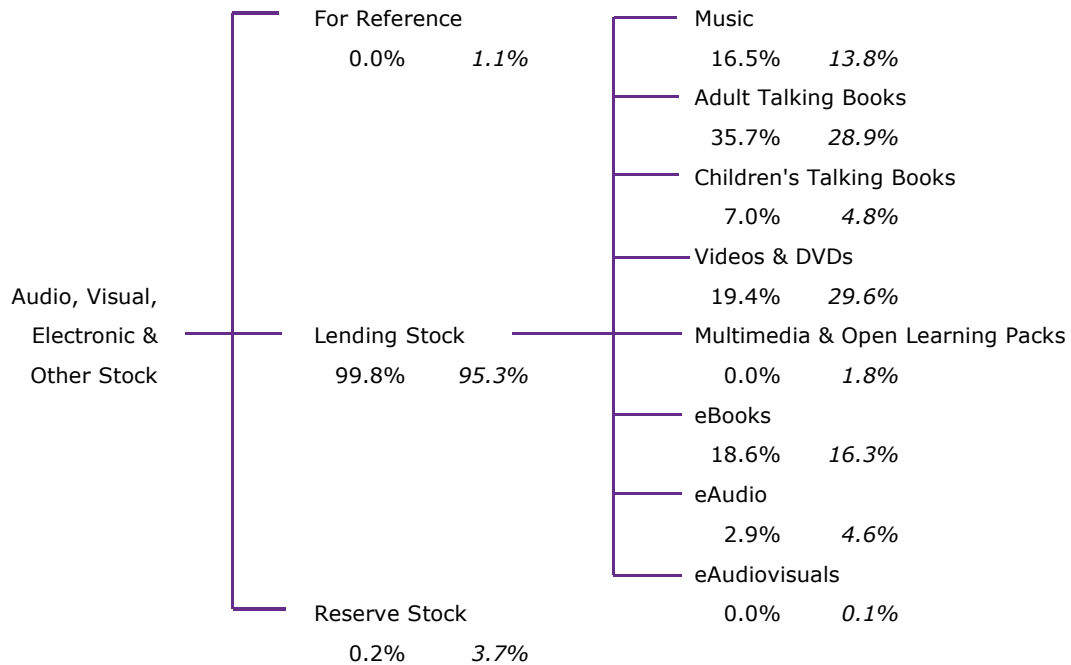 Audio, Visual,
Electronic &
Other Stock
For Reference
0.0% 1.1%
Lending Stock
99.8% 95.3%
Reserve Stock
0.2% 3.7%
Music
16.5% 13.8%
Adult Talking Books
35.7% 28.9%
Children's Talking Books
7.0% 4.8%
Videos & DVDs
19.4% 29.6%
Multimedia & Open Learning Packs
0.0% 1.8%
eBooks
18.6% 16.3%
eAudio
2.9% 4.6%
eAudiovisuals
0.0% 0.1%